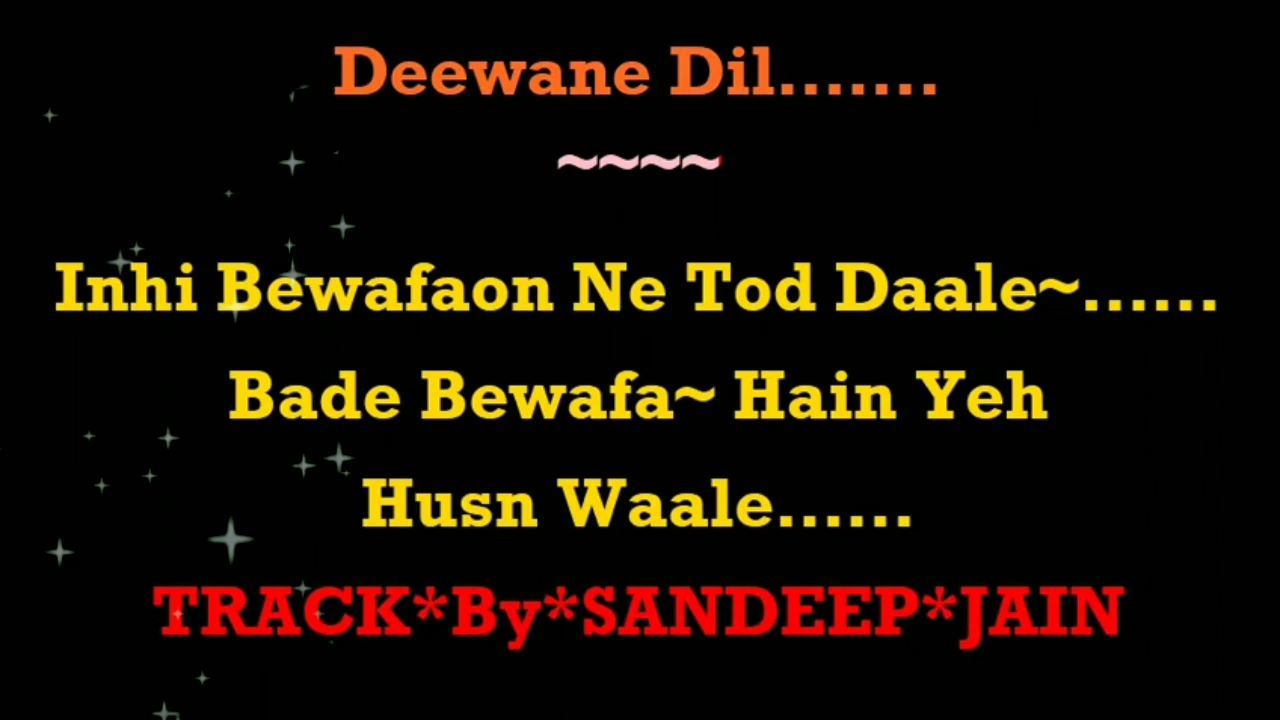 Deewane Dil.......
~~~~
Inhi Bewafaon Ne Tod Daale~......
Bade Bewafa~ Hain Yeh
Husn Waale......
TRACK*By*SANDEEP*JAIN